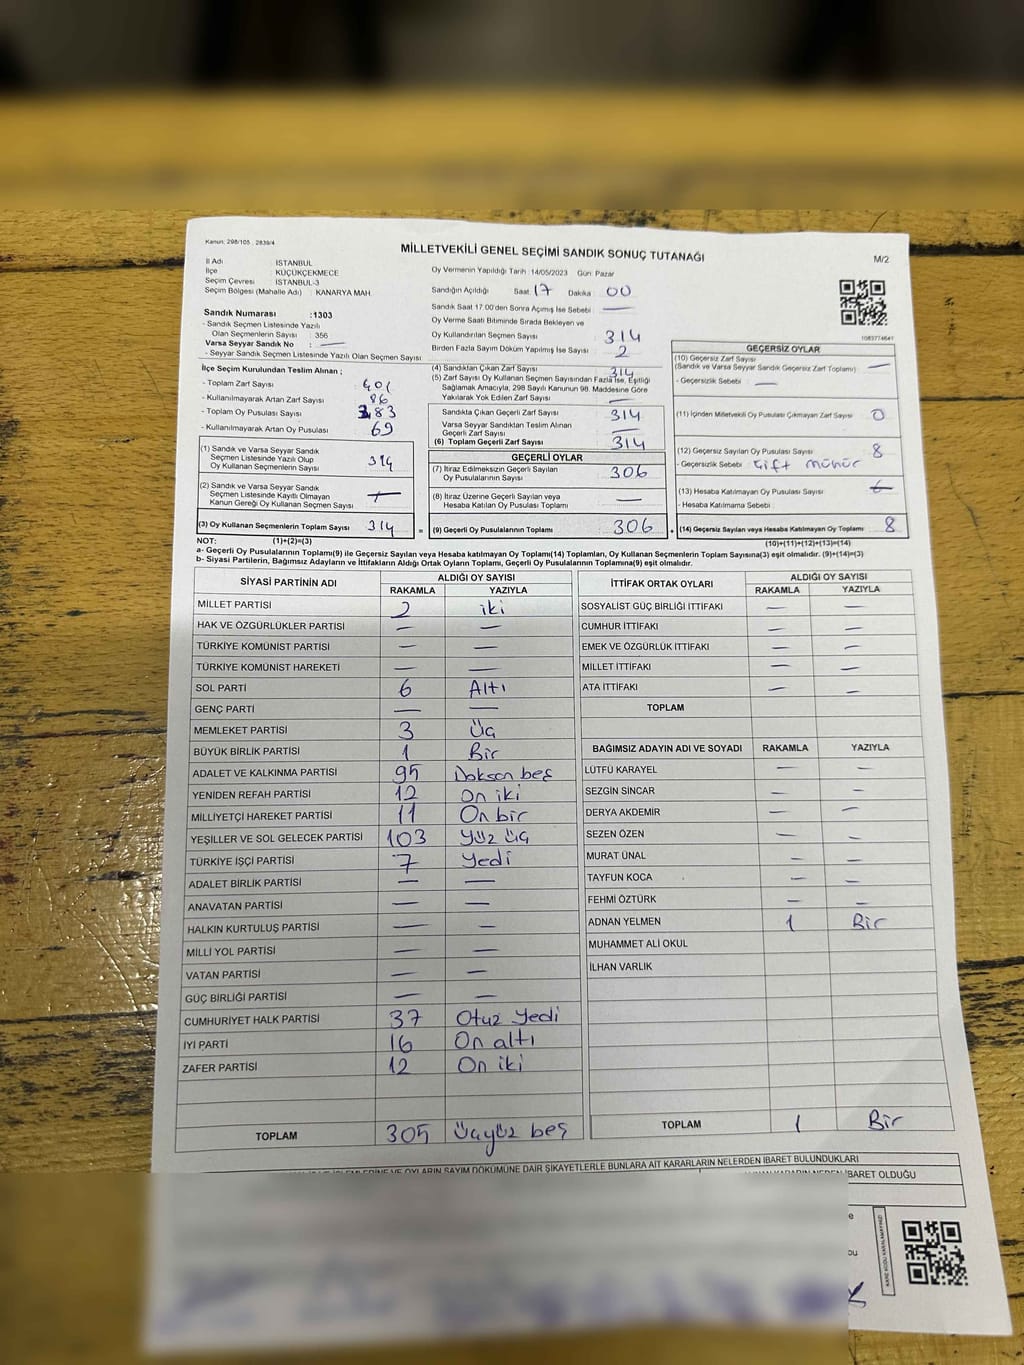 Kanun: 298/105 , 2839/4
MİLLETVEKİLİ GENEL SEÇİMİ SANDIK SONUÇ TUTANAĞI
M/2
İl Adı İSTANBUL
İlçe KÜÇÜKÇEKMECE
Seçim Çevresi İSTANBUL-3
Seçim Bölgesi (Mahalle Adı) : KANARYA MAH.
Sandık Numarası :1303
- Sandık Seçmen Listesinde Yazılı
Olan Seçmenlerin Sayısı : 356
Varsa Seyyar Sandık No : —
- Seyyar Sandık Seçmen Listesinde Yazılı Olan Seçmen Sayısı
Oy Vermenin Yapıldığı Tarih :14/05/2023 Gün: Pazar
Sandığın Açıldığı Saat: 17 Dakika : 00
Sandık Saat 17.00'den Sonra Açımış İse Sebebi : —
Oy Verme Saati Bitiminde Sırada Bekleyen ve
Oy Kullandırılan Seçmen Sayısı 314
Birden Fazla Sayım Döküm Yapılmış İse Sayısı 2
1083774641
İlçe Seçim Kurulundan Teslim Alınan ;
- Toplam Zarf Sayısı : 401
- Kullanılmayarak Artan Zarf Sayısı 86
- Toplam Oy Pusulası Sayısı 383
- Kullanılmayarak Artan Oy Pusulası 69
(1) Sandık ve Varsa Seyyar Sandık
Seçmen Listesinde Yazılı Olup
Oy Kullanan Seçmenlerin Sayısı 314
(2) Sandık ve Varsa Seyyar Sandık
Seçmen Listesinde Kayıtlı Olmayan
Kanun Gereği Oy Kullanan Seçmen Sayısı
(3) Oy Kullanan Seçmenlerin Toplam Sayısı 314 =
(4) Sandıktan Çıkan Zarf Sayısı 314
(5) Zarf Sayısı Oy Kullanan Seçmen Sayısından Fazla İse, Eşitliği
Sağlamak Amacıyla, 298 Sayılı Kanunun 98. Maddesine Göre
Yakılarak Yok Edilen Zarf Sayısı —
Sandıkta Çıkan Geçerli Zarf Sayısı 314
Varsa Seyyar Sandıktan Teslim Alınan
Geçerli Zarf Sayısı —
(6) Toplam Geçerli Zarf Sayısı 314
GEÇERLİ OYLAR
(7) İtiraz Edilmeksizin Geçerli Sayılan
Oy Pusulasının Sayısı 306
(8) İtiraz Üzerine Geçerli Sayılan veya
Hesaba Katılan Oy Pusulası Toplamı —
(9) Geçerli Oy Pusulalarının Toplamı 306 +
GEÇERSİZ OYLAR
(10) Geçersiz Zarf Sayısı
(Sandık ve Varsa Seyyar Sandık Geçersiz Zarf Toplamı) —
- Geçersizlik Sebebi : —
(11) İçinden Milletvekili Oy Pusulası Çıkmayan Zarf Sayısı 0
(12) Geçersiz Sayılan Oy Pusulası Sayısı 8
- Geçersizlik Sebebi Çift mühür
(13) Hesaba Katılmayan Oy Pusulası Sayısı
- Hesaba Katılmama Sebebi :
(14) Geçersiz Sayılan veya Hesaba Katılmayan Oy Toplamı 8
NOT: (1)+(2)=(3) (10)+(11)+(12)+(13)=(14)
a- Geçerli Oy Pusulalarının Toplamı(9) ile Geçersiz Sayılan veya Hesaba katılmayan Oy Toplamı(14) Toplamları, Oy Kullanan Seçmenlerin Toplam Sayısına(3) eşit olmalıdır. (9)+(14)=(3)
b- Siyasi Partilerin, Bağımsız Adayların ve İttifakların Aldığı Ortak Oyların Toplamı, Geçerli Oy Pusulalarının Toplamına(9) eşit olmalıdır.
SİYASİ PARTİNİN ADI ALDIĞI OY SAYISI
RAKAMLA YAZIYLA
MİLLET PARTİSİ 2 iki
HAK VE ÖZGÜRLÜKLER PARTİSİ — —
TÜRKİYE KOMÜNİST PARTİSİ — —
TÜRKİYE KOMÜNİST HAREKETİ — —
SOL PARTİ 6 Altı
GENÇ PARTİ — —
MEMLEKET PARTİSİ 3 Üç
BÜYÜK BİRLİK PARTİSİ 1 Bir
ADALET VE KALKINMA PARTİSİ 95 Doksan beş
YENİDEN REFAH PARTİSİ 12 On iki
MİLLİYETÇİ HAREKET PARTİSİ 11 On bir
YEŞİLLER VE SOL GELECEK PARTİSİ 103 Yüz üç
TÜRKİYE İŞÇİ PARTİSİ 7 Yedi
ADALET BİRLİK PARTİSİ — —
ANAVATAN PARTİSİ — —
HALKIN KURTULUŞ PARTİSİ — —
MİLLİ YOL PARTİSİ — —
VATAN PARTİSİ — —
GÜÇ BİRLİĞİ PARTİSİ — —
CUMHURİYET HALK PARTİSİ 37 Otuz Yedi
İYİ PARTİ 16 On altı
ZAFER PARTİSİ 12 On iki
TOPLAM 305 Üçyüz beş
İTTİFAK ORTAK OYLARI ALDIĞI OY SAYISI
RAKAMLA YAZIYLA
SOSYALİST GÜÇ BİRLİĞİ İTTİFAKI — —
CUMHUR İTTİFAKI — —
EMEK VE ÖZGÜRLÜK İTTİFAKI — —
MİLLET İTTİFAKI — —
ATA İTTİFAKI — —
TOPLAM
BAĞIMSIZ ADAYIN ADI VE SOYADI RAKAMLA YAZIYLA
LÜTFÜ KARAYEL — —
SEZGİN SİNCAR — —
DERYA AKDEMİR — —
SEZEN ÖZEN — —
MURAT ÜNAL — —
TAYFUN KOCA — —
FEHMİ ÖZTÜRK — —
ADNAN YELMEN 1 Bir
MUHAMMET ALİ OKUL
İLHAN VARLIK
TOPLAM 1 Bir
OYLARIN SAYIM DÖKÜMÜNE DAİR ŞİKAYETLERLE BUNLARA AİT KARARLARIN NELERDEN İBARET BULUNDUKLARI
KARARIN NEDEN İBARET OLDUĞU